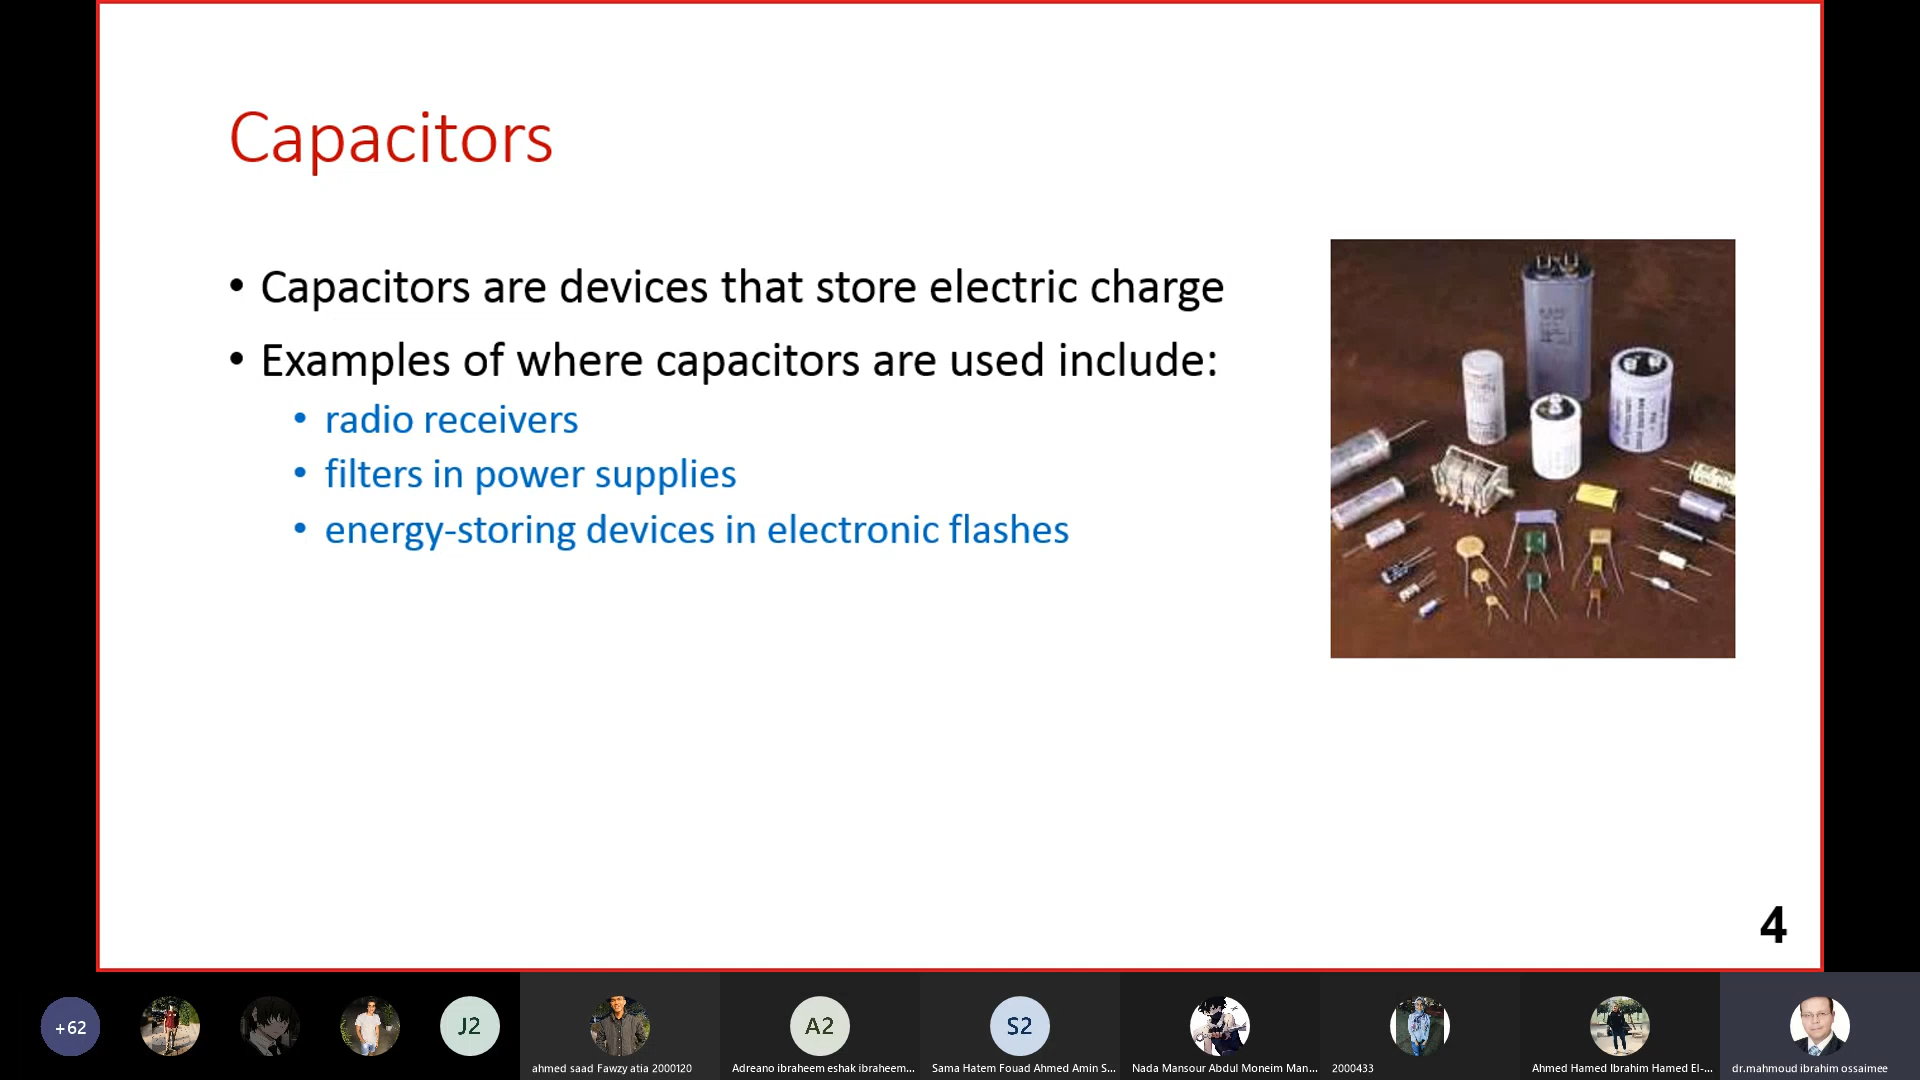 Capacitors
• Capacitors are devices that store electric charge
• Examples of where capacitors are used include:
• radio receivers
• filters in power supplies
• energy-storing devices in electronic flashes
4
+62
J2
A2
S2
ahmed saad Fawzy atia 2000120
Adreano ibraheem eshak ibraheem...
Sama Hatem Fouad Ahmed Amin S...
Nada Mansour Abdul Moneim Man...
2000433
Ahmed Hamed Ibrahim Hamed El-...
dr.mahmoud ibrahim ossaimee